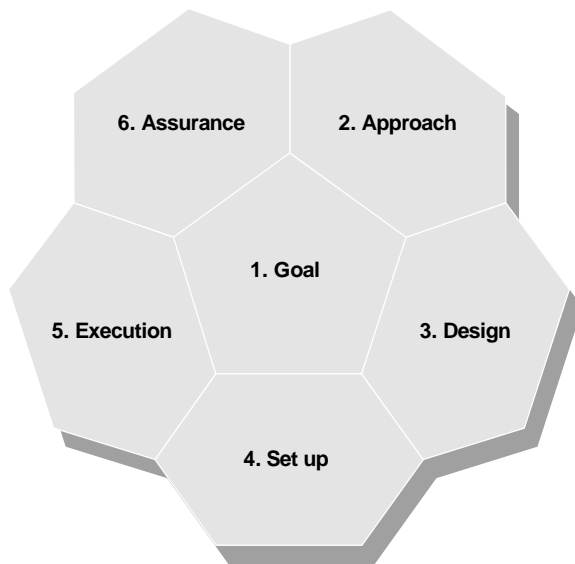 6. Assurance
2. Approach
1. Goal
5. Execution
3. Design
4. Set up